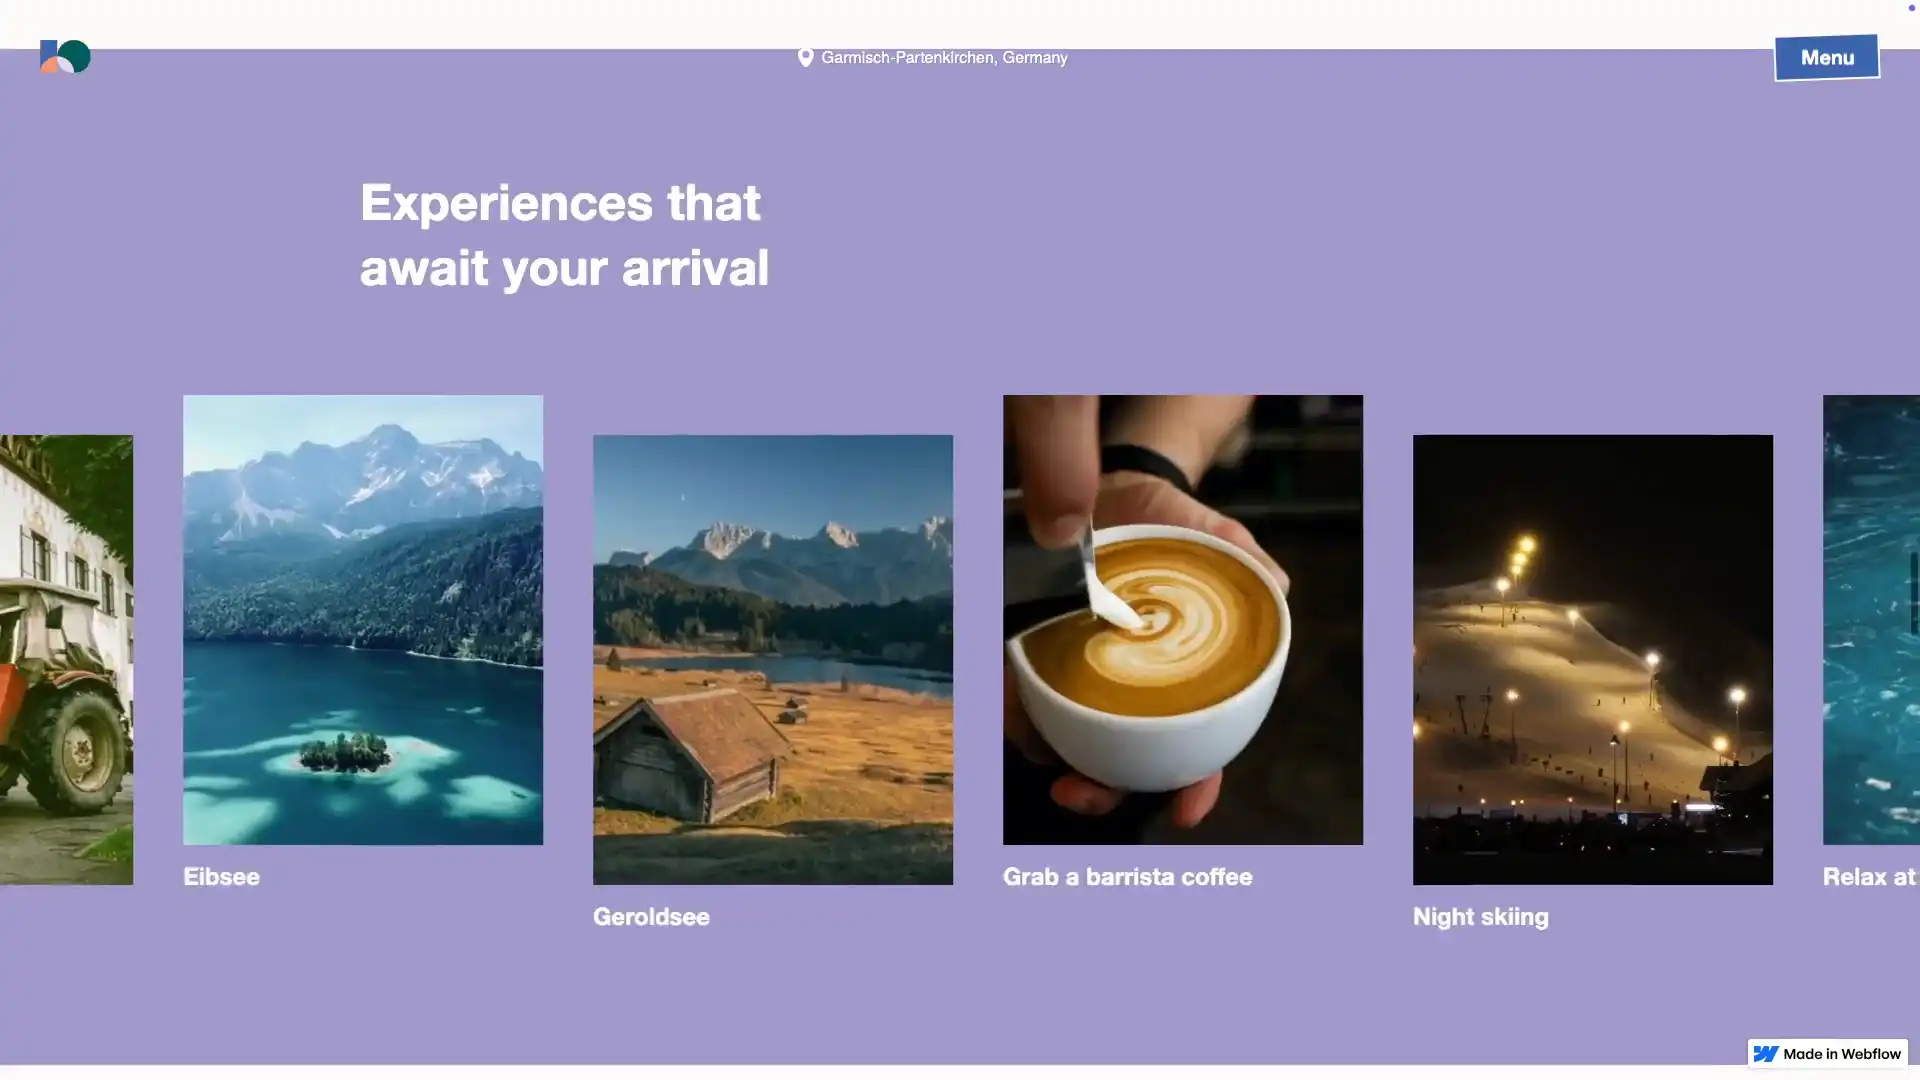 Garmisch-Partenkirchen, Germany
Menu
Experiences that
await your arrival
Eibsee
Geroldsee
Grab a barrista coffee
Night skiing
Relax at
Made in Webflow